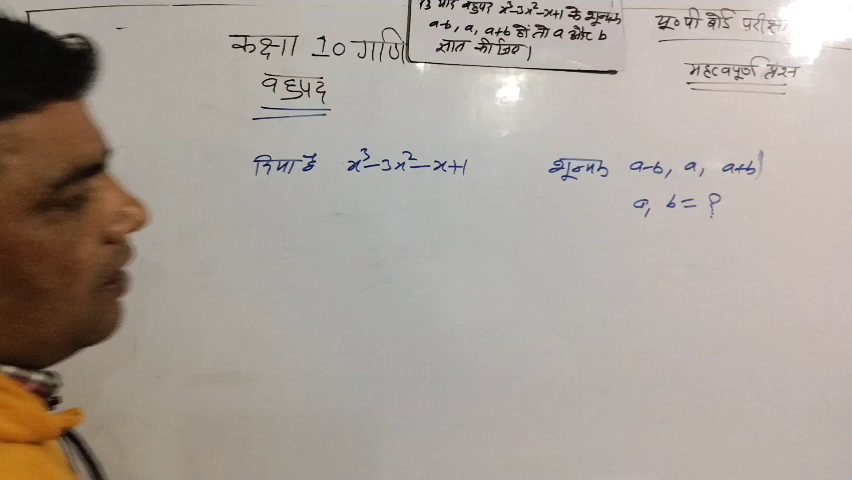 कक्षा 10 गणि
बहुपद
यदि बहुपद x³-3x²-x+1 के शून्यक
a-b, a, a+b हों तो a और b
ज्ञात कीजिए।
यू०पी बोर्ड परीक्षा
महत्वपूर्ण प्रश्न
दिया है x³-3x²-x+1
शून्यक a-b, a, a+b
a, b = ?